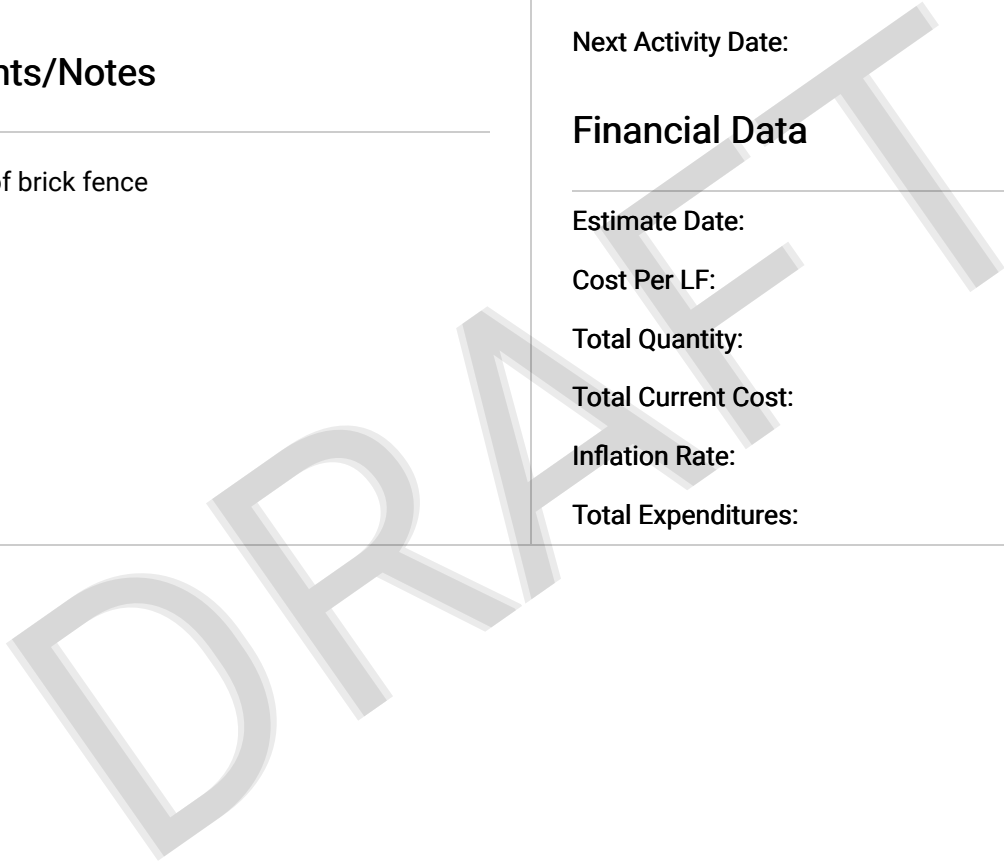 nts/Notes
of brick fence
Next Activity Date:
Financial Data
Estimate Date:
Cost Per LF:
Total Quantity:
Total Current Cost:
Inflation Rate:
Total Expenditures:
DRAFT